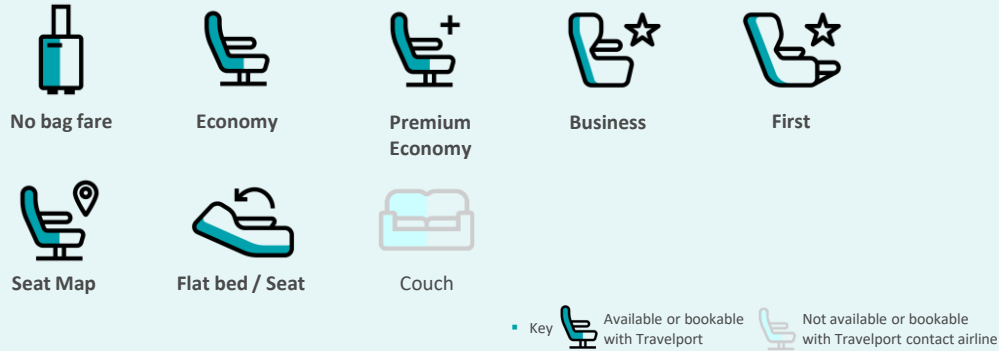 No bag fare
Economy
Premium
Economy
Business
First
Seat Map
Flat bed / Seat
Couch
Key
Available or bookable
with Travelport
Not available or bookable
with Travelport contact airline